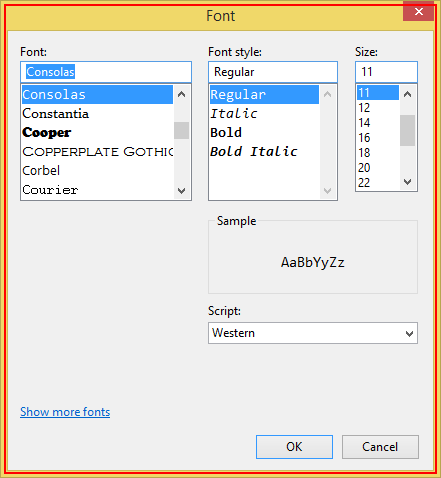 Font
Font:
Font style:
Size:
Consolas
Regular
11
Consolas
Constantia
Cooper
Copperplate Gothic
Corbel
Courier
Regular
Italic
Bold
Bold Italic
11
12
14
16
18
20
22
Sample
AaBbYyZz
Script:
Western
Show more fonts
OK
Cancel